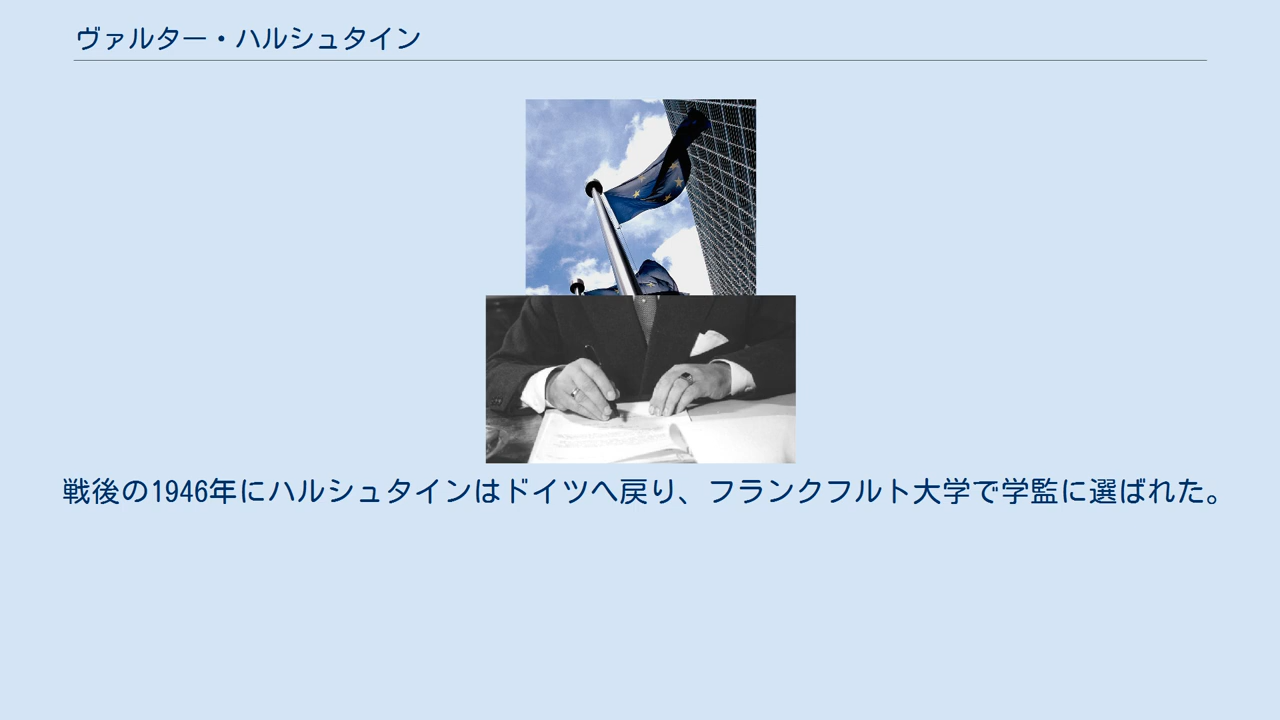 ヴァルター・ハルシュタイン
戦後の1946年にハルシュタインはドイツへ戻り、フランクフルト大学で学監に選ばれた。